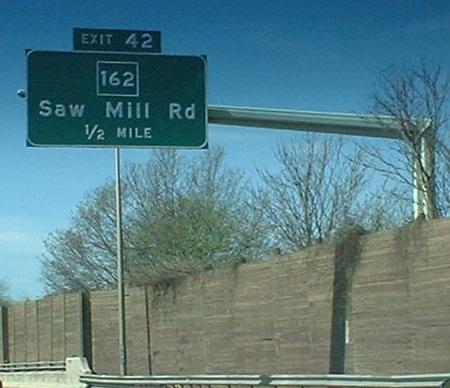 EXIT 42
162
Saw Mill Rd
1/2 MILE